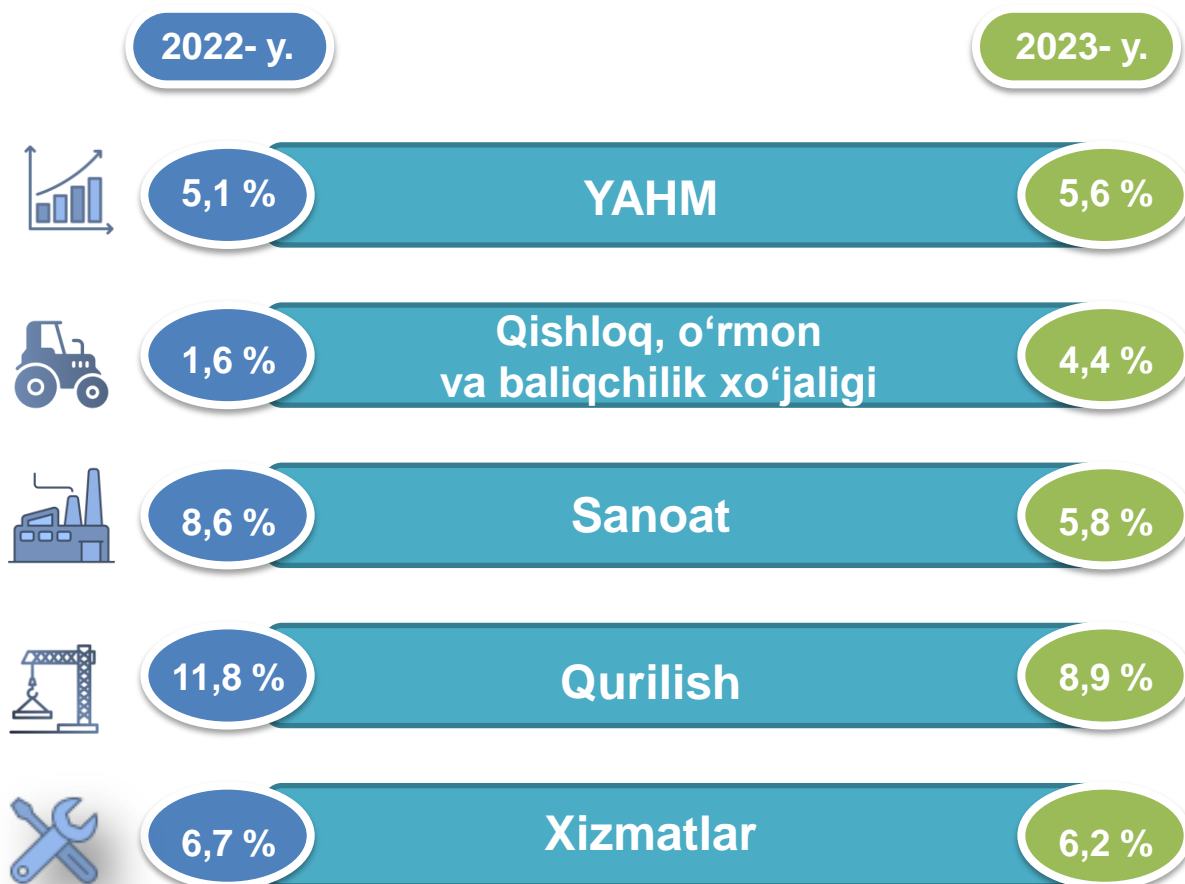 2022- y.
2023- y.
5,1 %
YAHM
5,6 %
1,6 %
Qishloq, o‘rmon
va baliqchilik xo‘jaligi
4,4 %
8,6 %
Sanoat
5,8 %
11,8 %
Qurilish
8,9 %
6,7 %
Xizmatlar
6,2 %